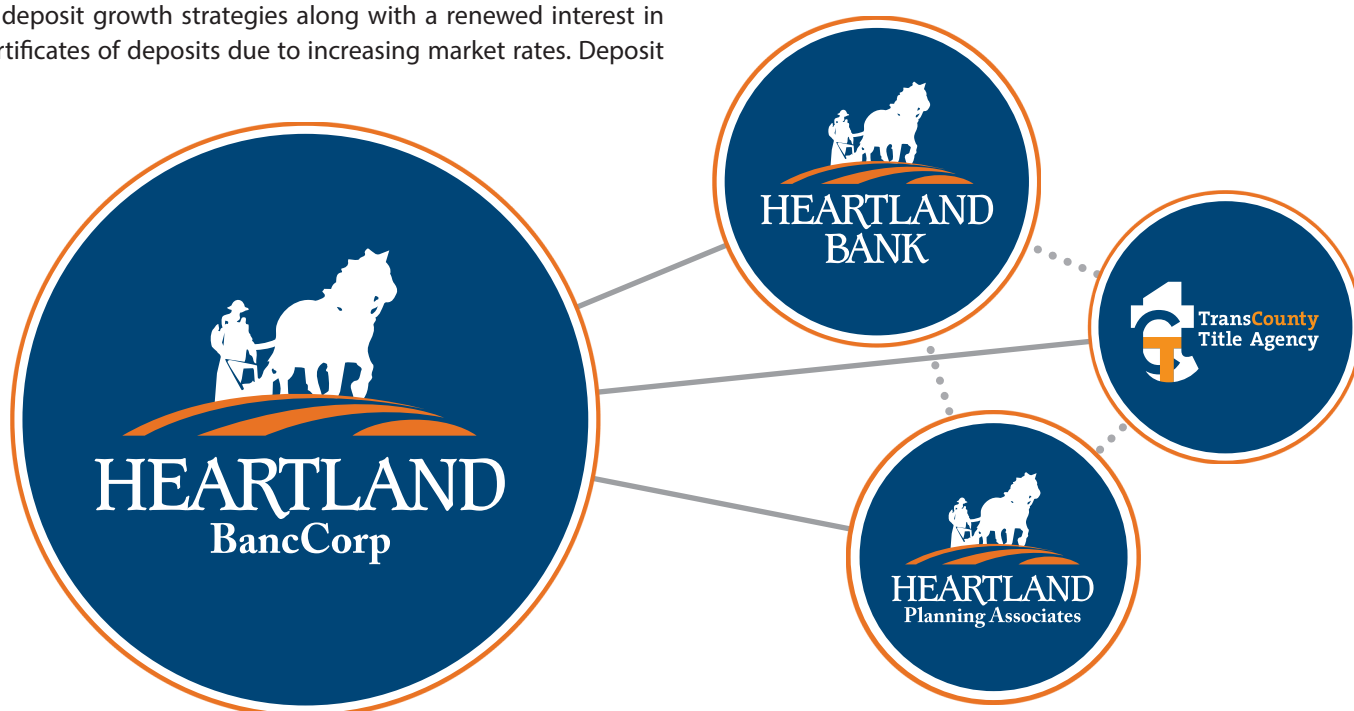 deposit growth strategies along with a renewed interest in
rtificates of deposits due to increasing market rates. Deposit
HEARTLAND
BancCorp
HEARTLAND
BANK
TransCounty
Title Agency
HEARTLAND
Planning Associates